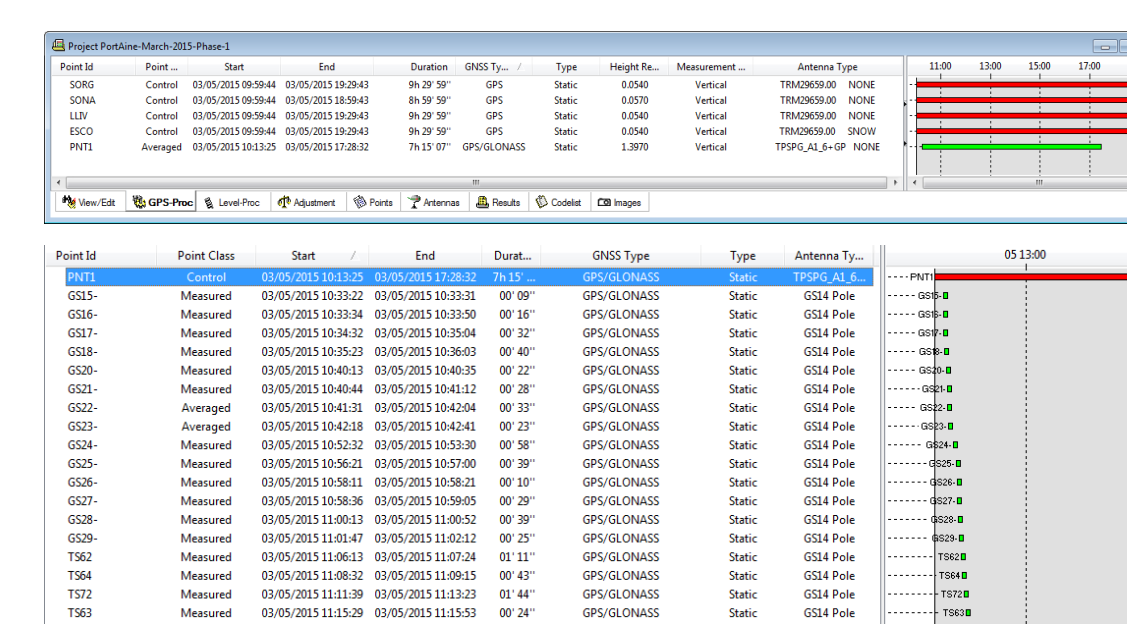 Project PortAine-March-2015-Phase-1
Point Id Point ... Start End Duration GNSS Ty... / Type Height Re... Measurement ... Antenna Type 11:00 13:00 15:00 17:00
SORG Control 03/05/2015 09:59:44 03/05/2015 19:29:43 9h 29' 59'' GPS Static 0.0540 Vertical TRM29659.00 NONE
SONA Control 03/05/2015 09:59:44 03/05/2015 18:59:43 8h 59' 59'' GPS Static 0.0570 Vertical TRM29659.00 NONE
LLIV Control 03/05/2015 09:59:44 03/05/2015 19:29:43 9h 29' 59'' GPS Static 0.0540 Vertical TRM29659.00 NONE
ESCO Control 03/05/2015 09:59:44 03/05/2015 19:29:43 9h 29' 59'' GPS Static 0.0540 Vertical TRM29659.00 SNOW
PNT1 Averaged 03/05/2015 10:13:25 03/05/2015 17:28:32 7h 15' 07'' GPS/GLONASS Static 1.3970 Vertical TPSPG_A1_6+GP NONE
View/Edit GPS-Proc Level-Proc Adjustment Points Antennas Results Codelist Images
Point Id Point Class Start / End Durat... GNSS Type Type Antenna Ty... 05 13:00
PNT1 Control 03/05/2015 10:13:25 03/05/2015 17:28:32 7h 15' ... GPS/GLONASS Static TPSPG_A1_6... PNT1
GS15- Measured 03/05/2015 10:33:22 03/05/2015 10:33:31 00' 09'' GPS/GLONASS Static GS14 Pole GS15-
GS16- Measured 03/05/2015 10:33:34 03/05/2015 10:33:50 00' 16'' GPS/GLONASS Static GS14 Pole GS16-
GS17- Measured 03/05/2015 10:34:32 03/05/2015 10:35:04 00' 32'' GPS/GLONASS Static GS14 Pole GS17-
GS18- Measured 03/05/2015 10:35:23 03/05/2015 10:36:03 00' 40'' GPS/GLONASS Static GS14 Pole GS18-
GS20- Measured 03/05/2015 10:40:13 03/05/2015 10:40:35 00' 22'' GPS/GLONASS Static GS14 Pole GS20-
GS21- Measured 03/05/2015 10:40:44 03/05/2015 10:41:12 00' 28'' GPS/GLONASS Static GS14 Pole GS21-
GS22- Averaged 03/05/2015 10:41:31 03/05/2015 10:42:04 00' 33'' GPS/GLONASS Static GS14 Pole GS22-
GS23- Averaged 03/05/2015 10:42:18 03/05/2015 10:42:41 00' 23'' GPS/GLONASS Static GS14 Pole GS23-
GS24- Measured 03/05/2015 10:52:32 03/05/2015 10:53:30 00' 58'' GPS/GLONASS Static GS14 Pole GS24-
GS25- Measured 03/05/2015 10:56:21 03/05/2015 10:57:00 00' 39'' GPS/GLONASS Static GS14 Pole GS25-
GS26- Measured 03/05/2015 10:58:11 03/05/2015 10:58:21 00' 10'' GPS/GLONASS Static GS14 Pole GS26-
GS27- Measured 03/05/2015 10:58:36 03/05/2015 10:59:05 00' 29'' GPS/GLONASS Static GS14 Pole GS27-
GS28- Measured 03/05/2015 11:00:13 03/05/2015 11:00:52 00' 39'' GPS/GLONASS Static GS14 Pole GS28-
GS29- Measured 03/05/2015 11:01:47 03/05/2015 11:02:12 00' 25'' GPS/GLONASS Static GS14 Pole GS29-
TS62 Measured 03/05/2015 11:06:13 03/05/2015 11:07:24 01' 11'' GPS/GLONASS Static GS14 Pole TS62
TS64 Measured 03/05/2015 11:08:32 03/05/2015 11:09:15 00' 43'' GPS/GLONASS Static GS14 Pole TS64
TS72 Measured 03/05/2015 11:11:39 03/05/2015 11:13:23 01' 44'' GPS/GLONASS Static GS14 Pole TS72
TS63 Measured 03/05/2015 11:15:29 03/05/2015 11:15:53 00' 24'' GPS/GLONASS Static GS14 Pole TS63